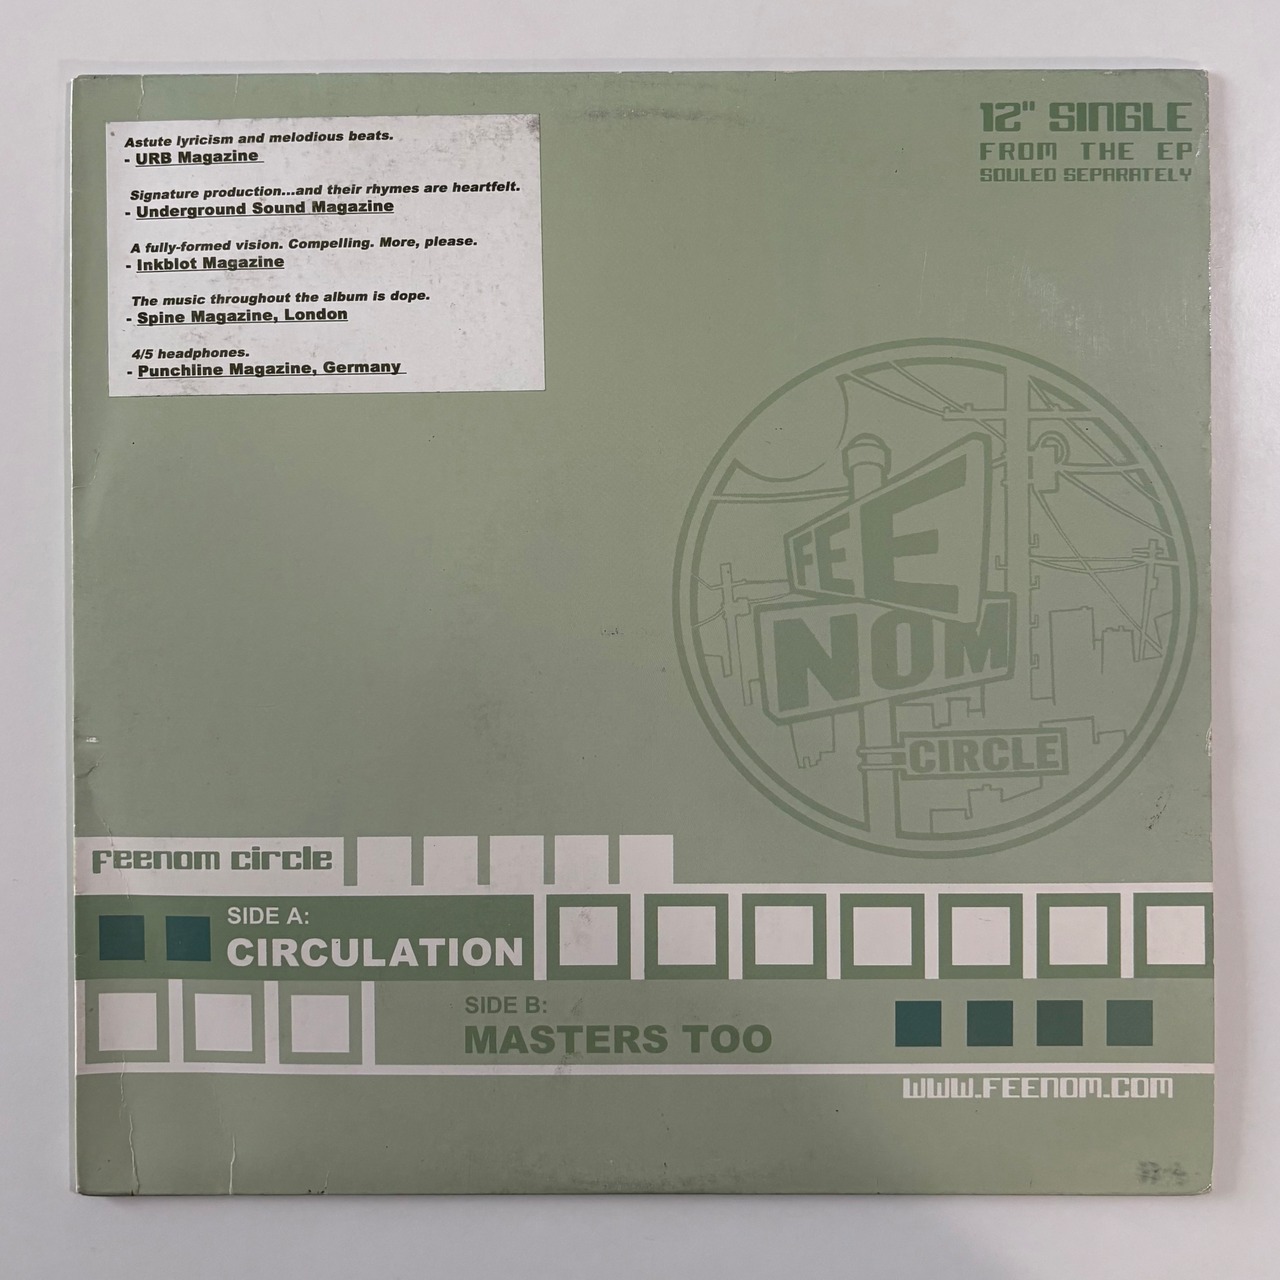 Astute lyricism and melodious beats.
- URB Magazine
Signature production...and their rhymes are heartfelt.
- Underground Sound Magazine
A fully-formed vision. Compelling. More, please.
- Inkblot Magazine
The music throughout the album is dope.
- Spine Magazine, London
4/5 headphones.
- Punchline Magazine, Germany
12" SINGLE
FROM THE EP
SOULED SEPARATELY
FEE
NOM
CIRCLE
FEENOM CIRCLE
SIDE A:
CIRCULATION
SIDE B:
MASTERS TOO
WWW.FEENOM.COM